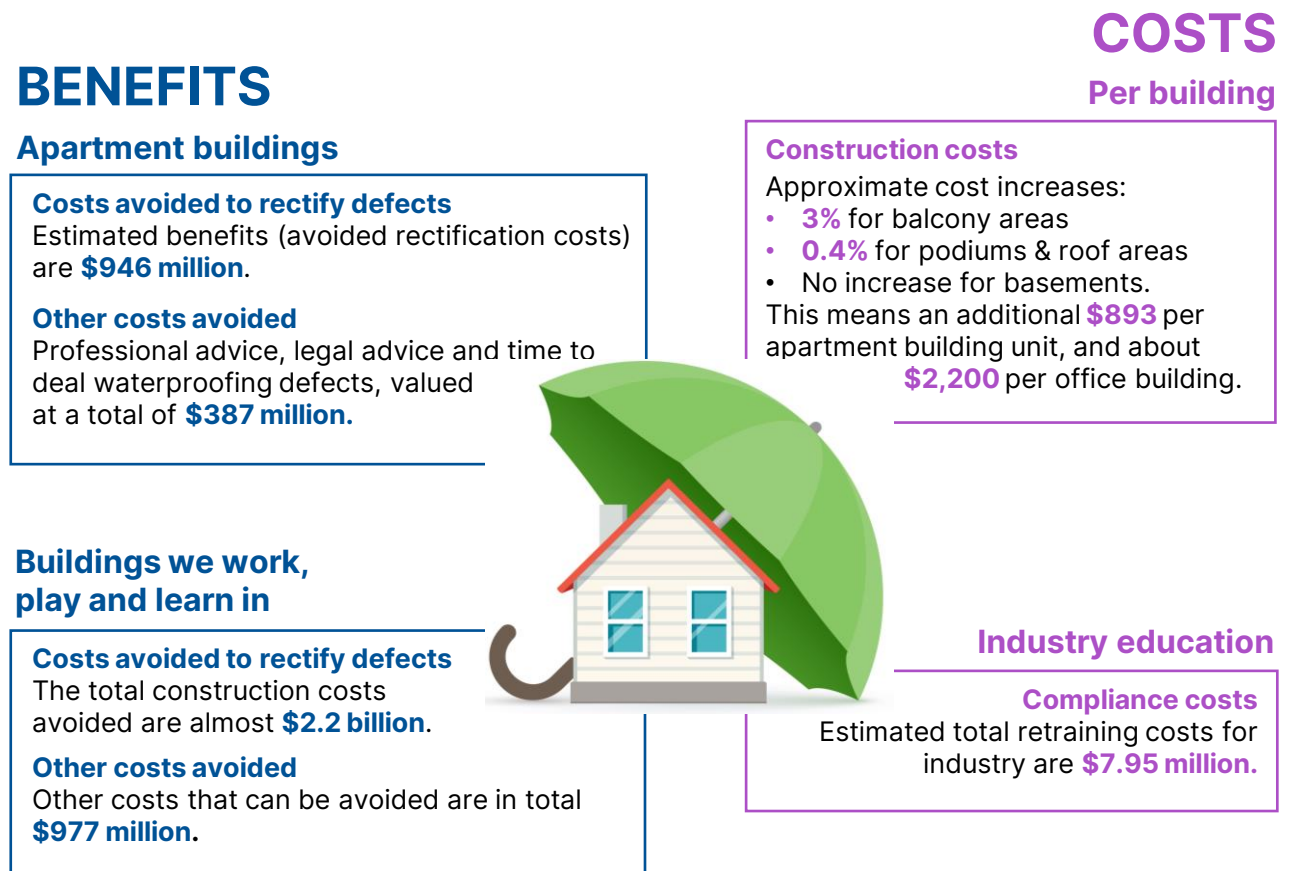 BENEFITS
Apartment buildings
Costs avoided to rectify defects
Estimated benefits (avoided rectification costs)
are $946 million.
Other costs avoided
Professional advice, legal advice and time to
deal waterproofing defects, valued
at a total of $387 million.
Buildings we work,
play and learn in
Costs avoided to rectify defects
The total construction costs
avoided are almost $2.2 billion.
Other costs avoided
Other costs that can be avoided are in total
$977 million.
COSTS
Per building
Construction costs
Approximate cost increases:
• 3% for balcony areas
• 0.4% for podiums & roof areas
• No increase for basements.
This means an additional $893 per
apartment building unit, and about
$2,200 per office building.
Industry education
Compliance costs
Estimated total retraining costs for
industry are $7.95 million.